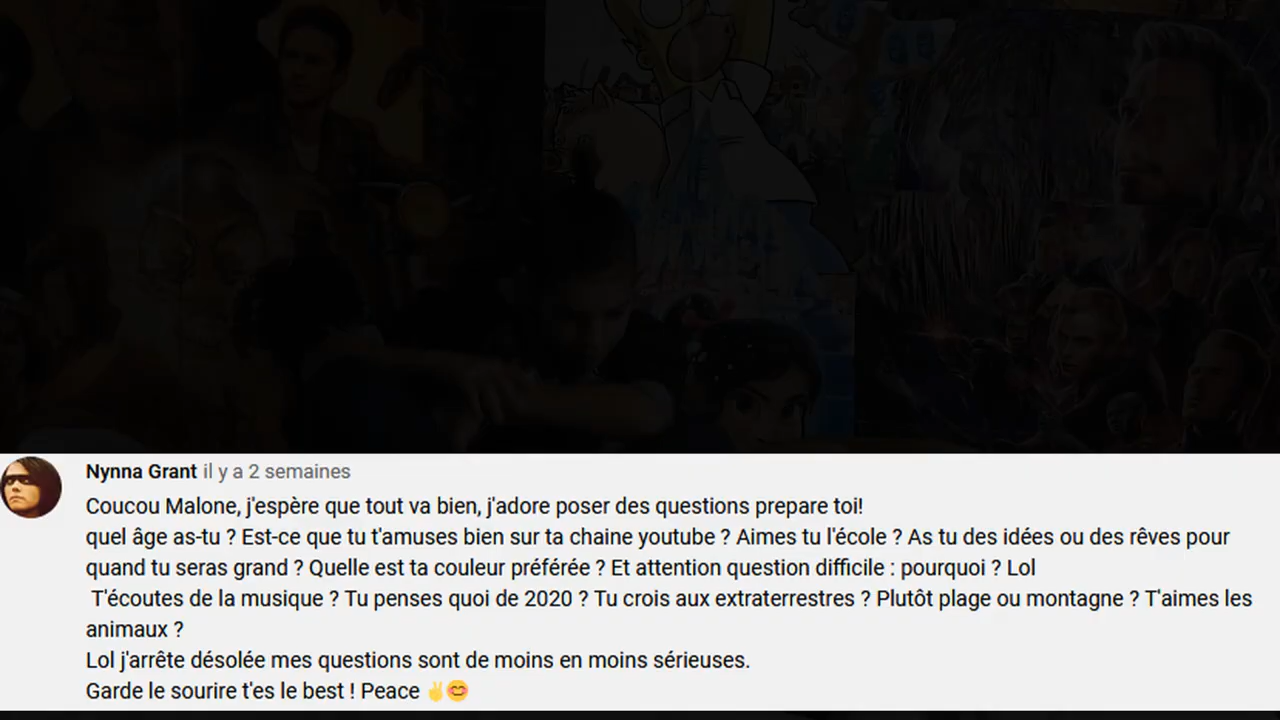 Nynna Grant il y a 2 semaines
Coucou Malone, j'espère que tout va bien, j'adore poser des questions prepare toi!
quel âge as-tu ? Est-ce que tu t'amuses bien sur ta chaine youtube ? Aimes tu l'école ? As tu des idées ou des rêves pour
quand tu seras grand ? Quelle est ta couleur préférée ? Et attention question difficile : pourquoi ? Lol
T'écoutes de la musique ? Tu penses quoi de 2020 ? Tu crois aux extraterrestres ? Plutôt plage ou montagne ? T'aimes les
animaux ?
Lol j'arrête désolée mes questions sont de moins en moins sérieuses.
Garde le sourire t'es le best ! Peace ✌😊